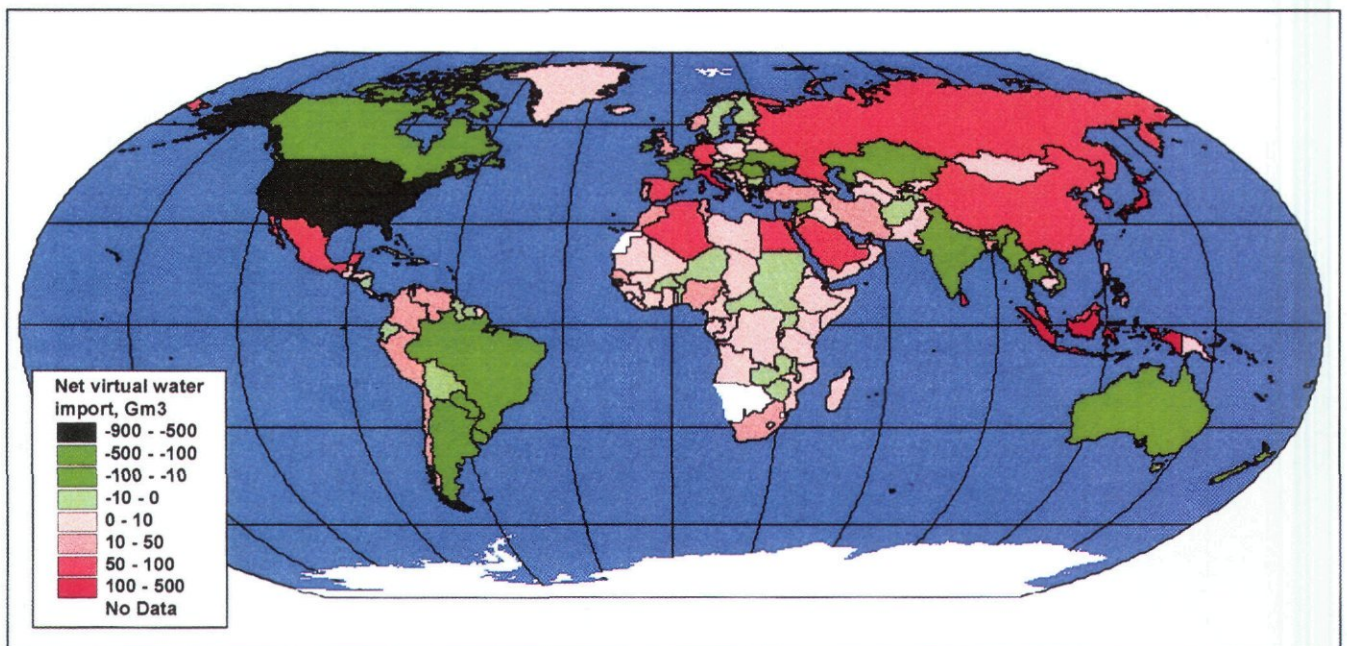 Net virtual water
import, Gm3
-900 - -500
-500 - -100
-100 - -10
-10 - 0
0 - 10
10 - 50
50 - 100
100 - 500
No Data